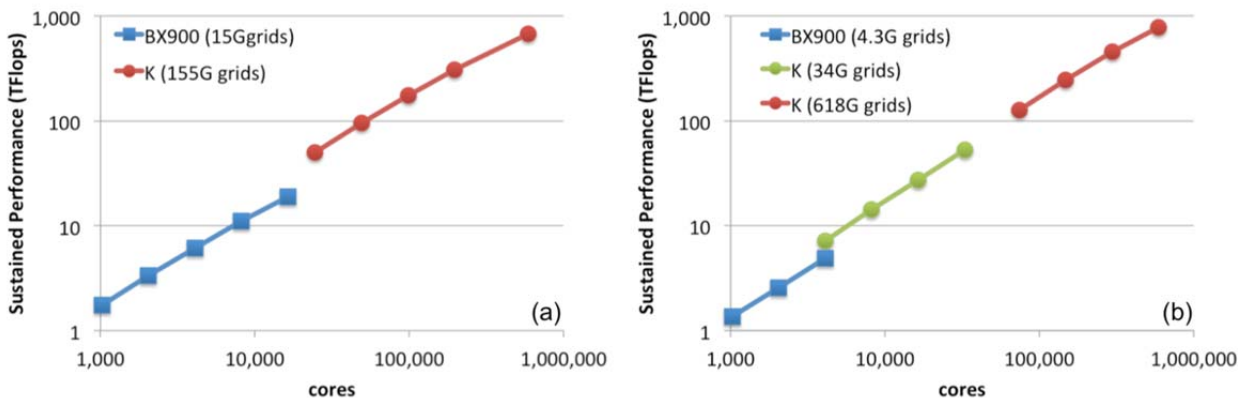 Sustained Performance (TFlops)
1,000
100
10
1
BX900 (15Ggrids)
K (155G grids)
(a)
1,000
10,000
100,000
1,000,000
cores
Sustained Performance (TFlops)
1,000
100
10
1
BX900 (4.3G grids)
K (34G grids)
K (618G grids)
(b)
1,000
10,000
100,000
1,000,000
cores